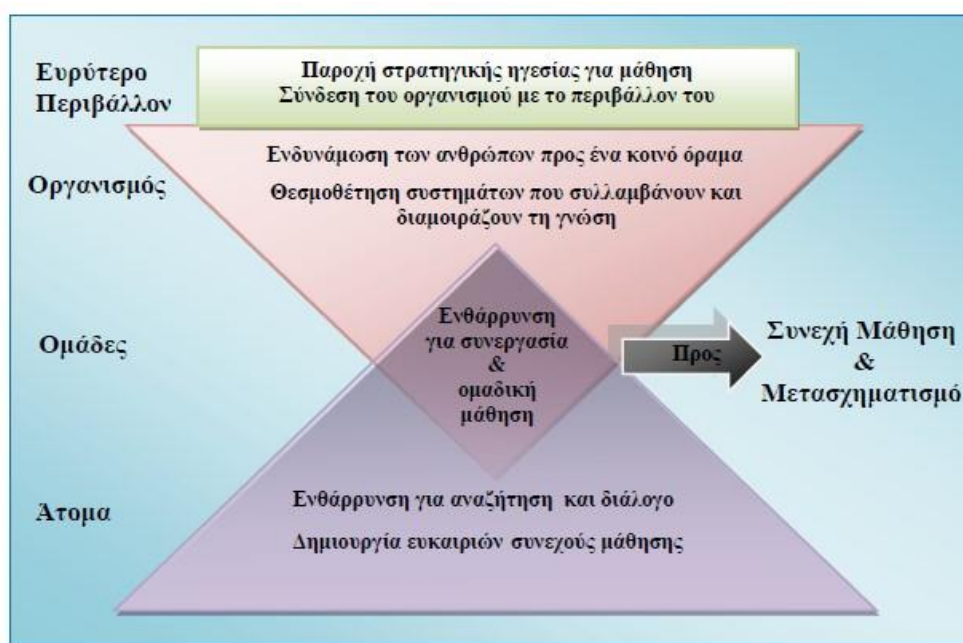 Ευρύτερο
Περιβάλλον
Παροχή στρατηγικής ηγεσίας για μάθηση
Σύνδεση του οργανισμού με το περιβάλλον του
Οργανισμός
Ενδυνάμωση των ανθρώπων προς ένα κοινό όραμα
Θεσμοθέτηση συστημάτων που συλλαμβάνουν και
διαμοιράζουν τη γνώση
Ομάδες
Ενθάρρυνση
για συνεργασία
&
ομαδική
μάθηση
Προς
Συνεχή Μάθηση
&
Μετασχηματισμό
Άτομα
Ενθάρρυνση για αναζήτηση και διάλογο
Δημιουργία ευκαιριών συνεχούς μάθησης